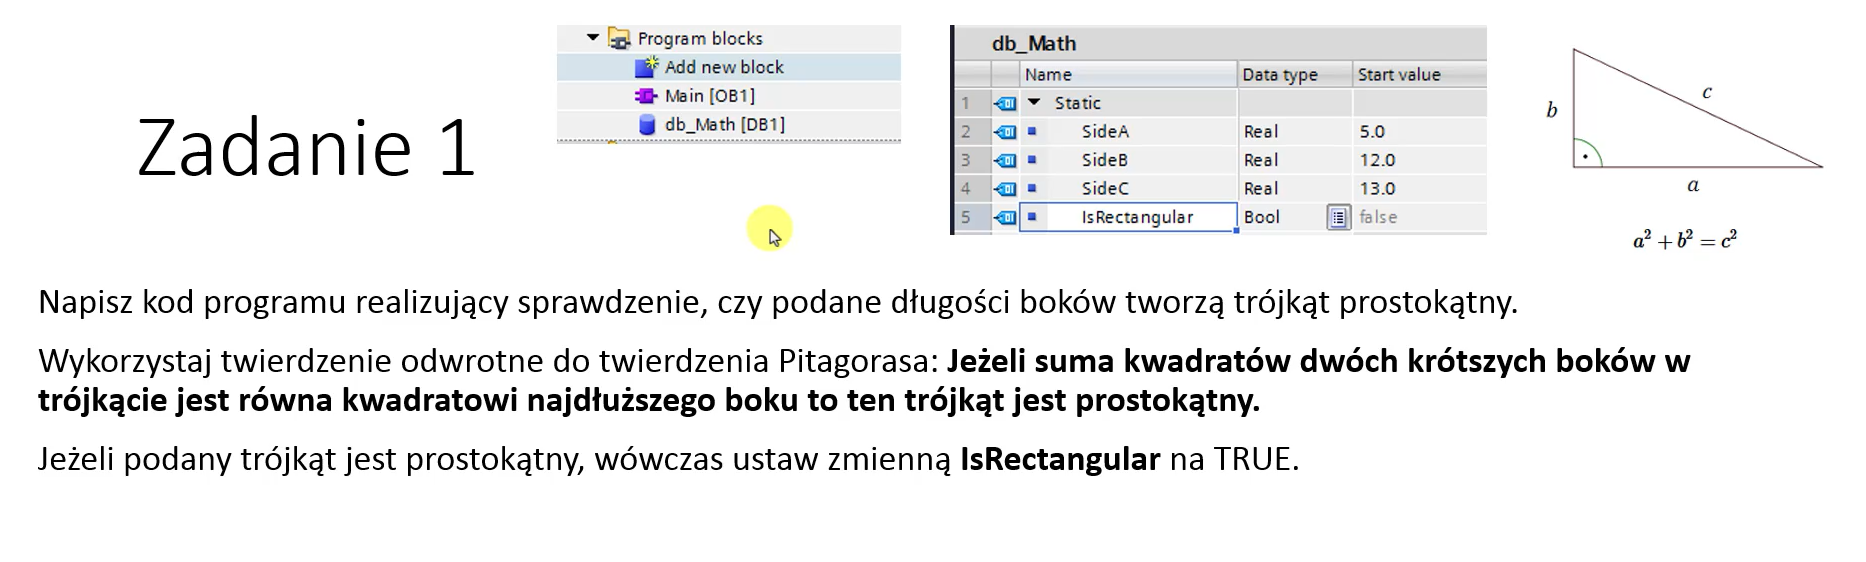 Zadanie 1
Program blocks
Add new block
Main [OB1]
db_Math [DB1]
db_Math
Name Data type Start value
1 Static
2 SideA Real 5.0
3 SideB Real 12.0
4 SideC Real 13.0
5 IsRectangular Bool false
b
c
a
a² + b² = c²
Napisz kod programu realizujący sprawdzenie, czy podane długości boków tworzą trójkąt prostokątny.
Wykorzystaj twierdzenie odwrotne do twierdzenia Pitagorasa: Jeżeli suma kwadratów dwóch krótszych boków w
trójkącie jest równa kwadratowi najdłuższego boku to ten trójkąt jest prostokątny.
Jeżeli podany trójkąt jest prostokątny, wówczas ustaw zmienną IsRectangular na TRUE.